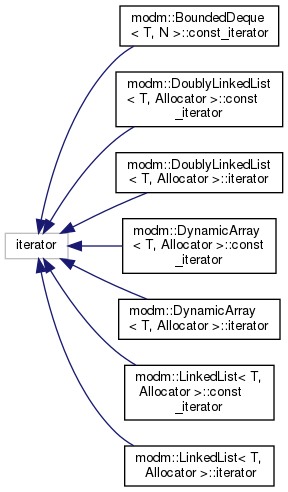 modm::BoundedDeque
< T, N >::const_iterator
modm::DoublyLinkedList
< T, Allocator >::const
_iterator
modm::DoublyLinkedList
< T, Allocator >::iterator
iterator
modm::DynamicArray
< T, Allocator >::const
_iterator
modm::DynamicArray
< T, Allocator >::iterator
modm::LinkedList< T,
Allocator >::const
_iterator
modm::LinkedList< T,
Allocator >::iterator